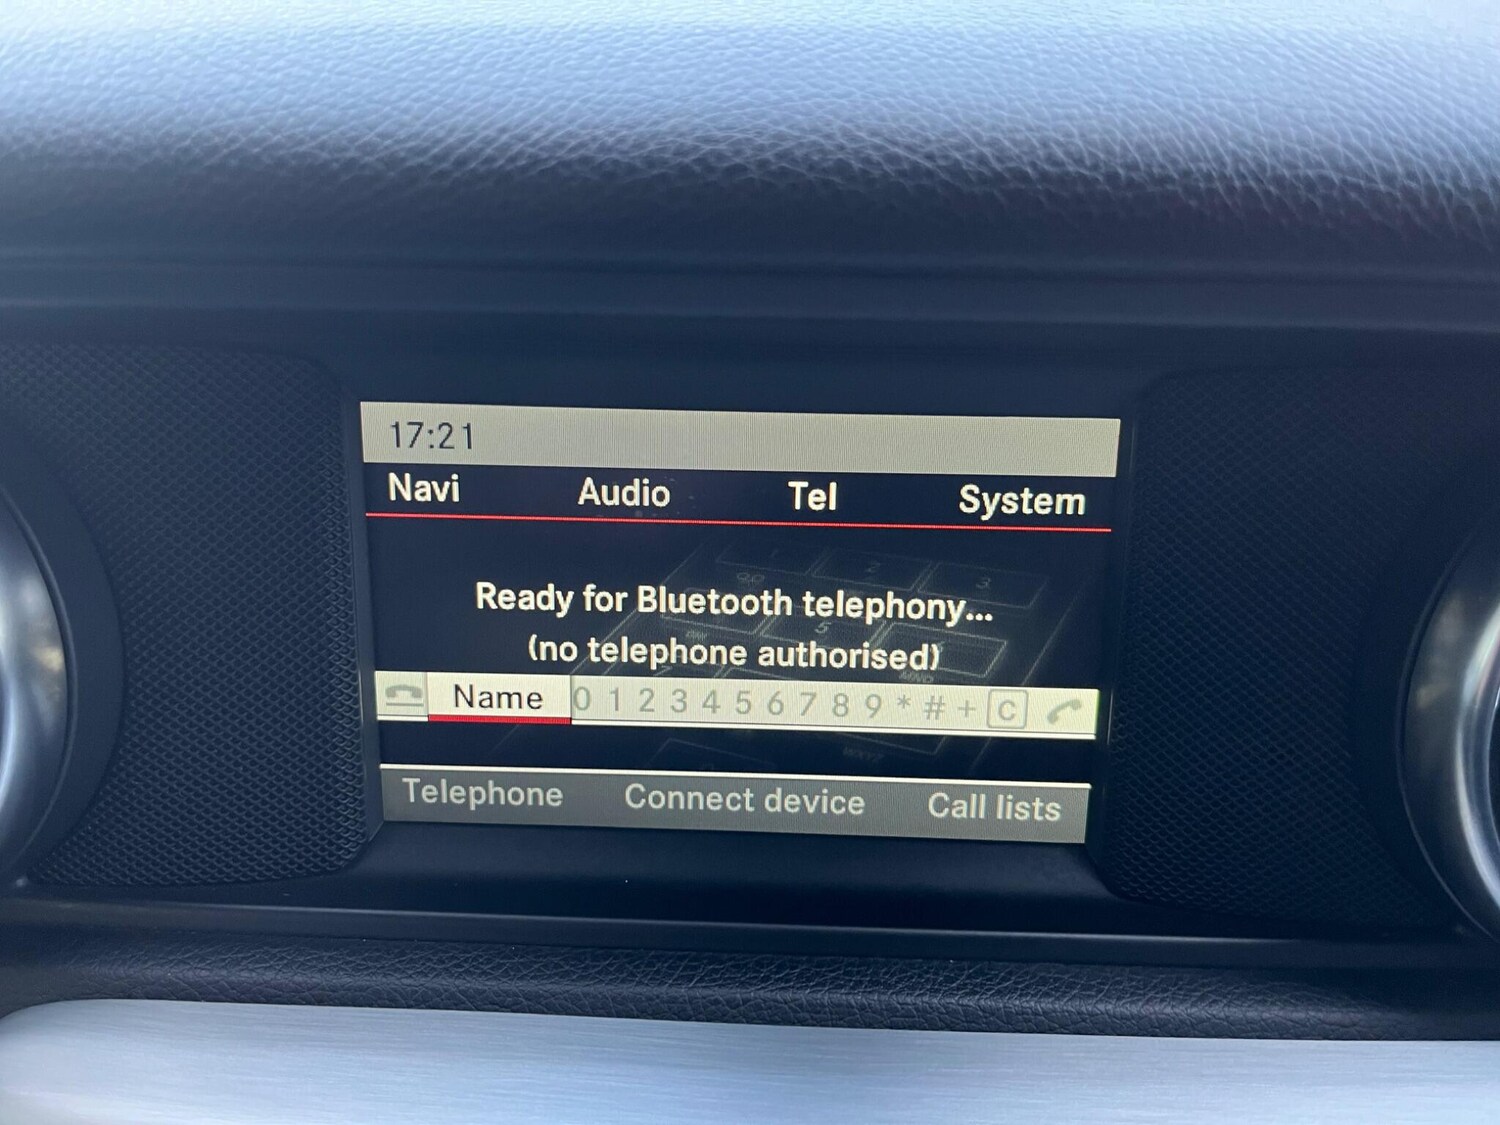 17:21
Navi Audio Tel System
Ready for Bluetooth telephony...
(no telephone authorised)
Name 0 1 2 3 4 5 6 7 8 9 * # + C
Telephone Connect device Call lists